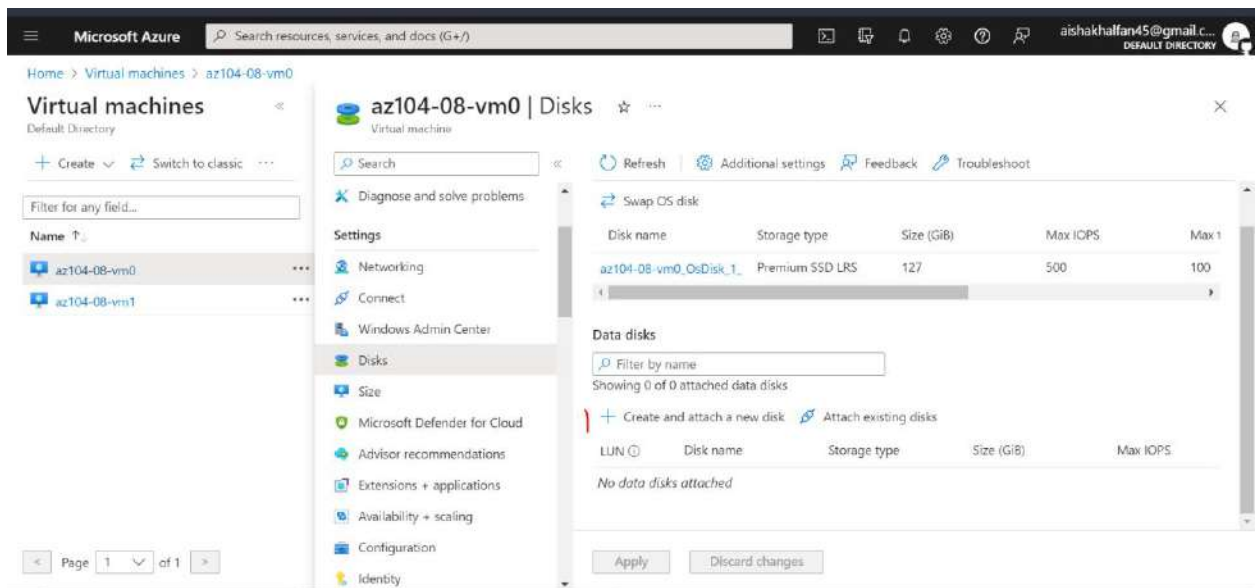 Microsoft Azure
Search resources, services, and docs (G+/)
aishakhalfan45@gmail.c...
DEFAULT DIRECTORY
Home > Virtual machines > az104-08-vm0
Virtual machines
Default Directory
Create
Switch to classic
Filter for any field...
Name
az104-08-vm0
az104-08-vm1
Page 1 of 1
az104-08-vm0 | Disks
Virtual machine
Search
Diagnose and solve problems
Settings
Networking
Connect
Windows Admin Center
Disks
Size
Microsoft Defender for Cloud
Advisor recommendations
Extensions + applications
Availability + scaling
Configuration
Identity
Refresh
Additional settings
Feedback
Troubleshoot
Swap OS disk
Disk name Storage type Size (GiB) Max IOPS Max
az104-08-vm0_OsDisk_1_ Premium SSD LRS 127 500 100
Data disks
Filter by name
Showing 0 of 0 attached data disks
Create and attach a new disk
Attach existing disks
LUN Disk name Storage type Size (GiB) Max IOPS
No data disks attached
Apply
Discard changes